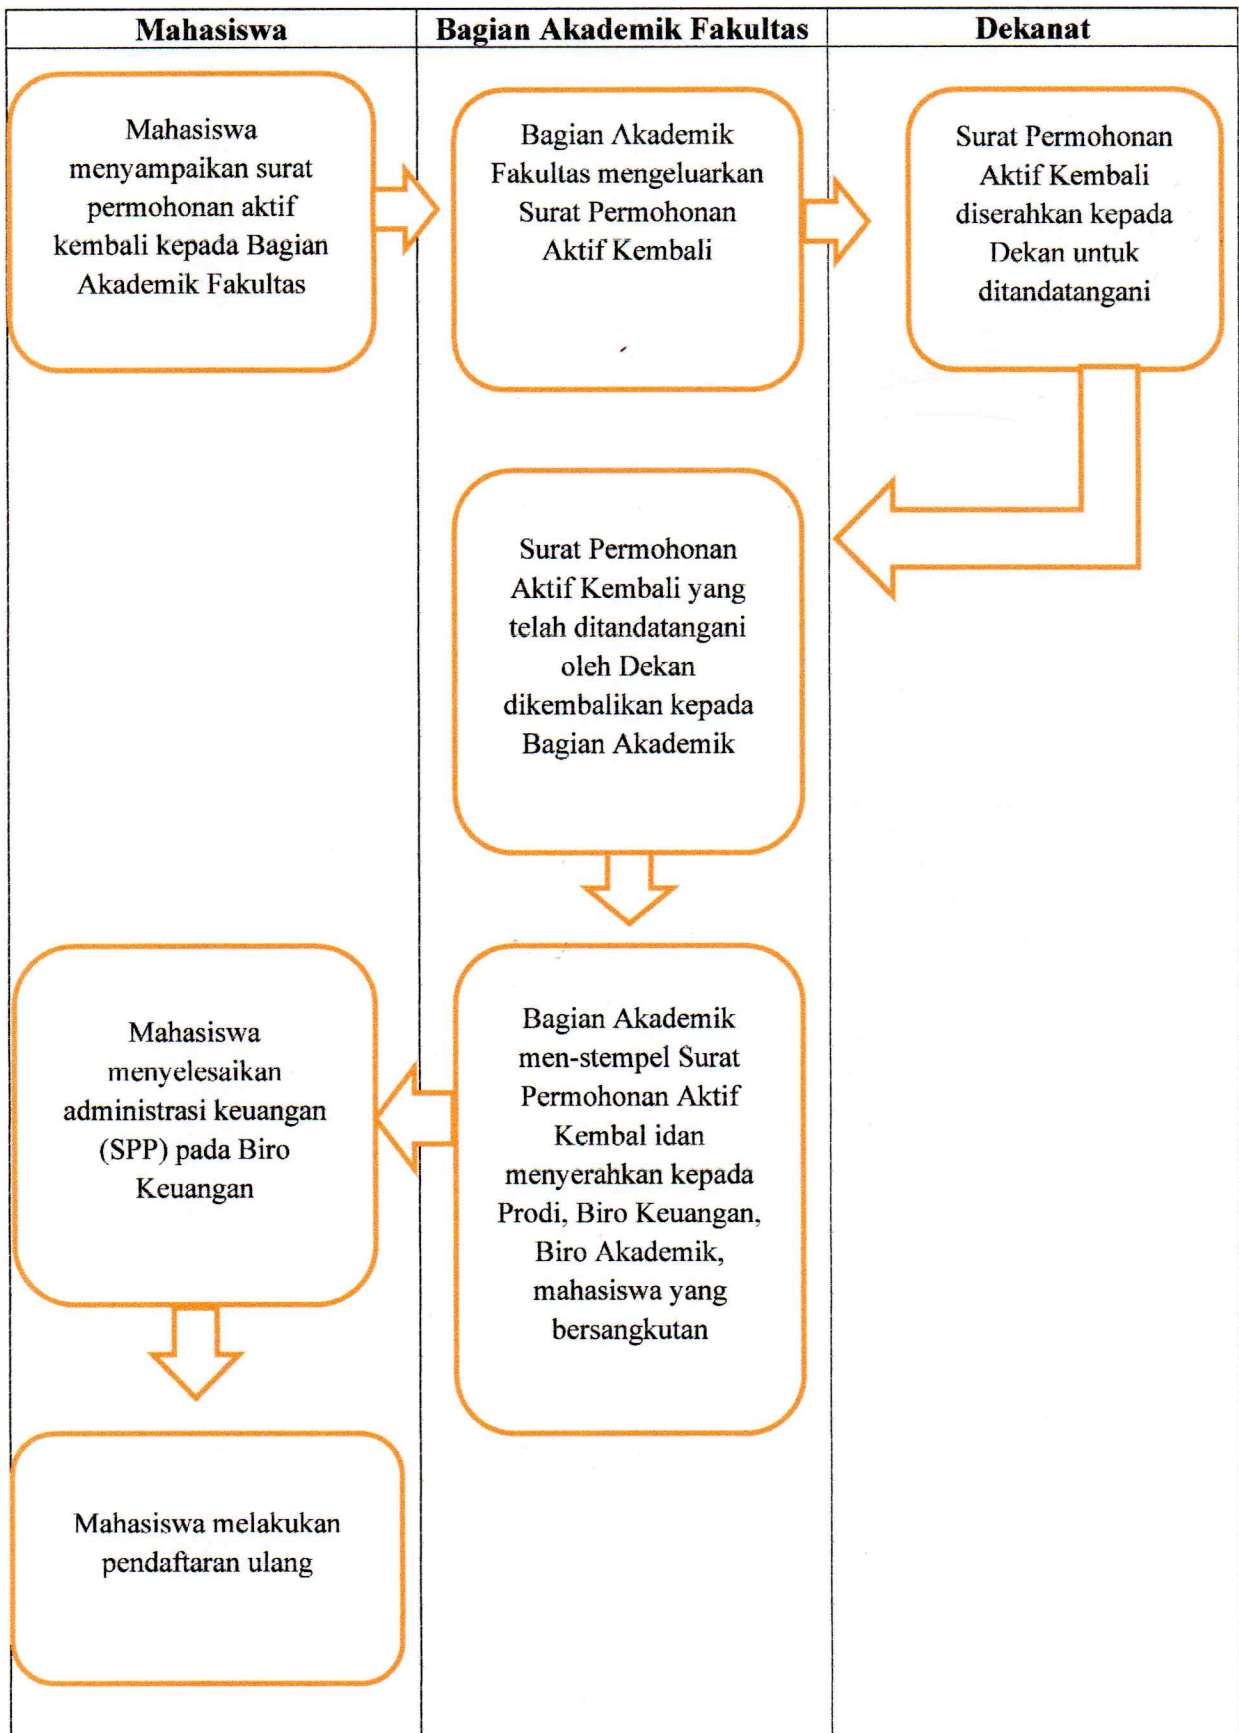 Mahasiswa
Bagian Akademik Fakultas
Dekanat
Mahasiswa
menyampaikan surat
permohonan aktif
kembali kepada Bagian
Akademik Fakultas
Bagian Akademik
Fakultas mengeluarkan
Surat Permohonan
Aktif Kembali
Surat Permohonan
Aktif Kembali
diserahkan kepada
Dekan untuk
ditandatangani
Surat Permohonan
Aktif Kembali yang
telah ditandatangani
oleh Dekan
dikembalikan kepada
Bagian Akademik
Bagian Akademik
men-stempel Surat
Permohonan Aktif
Kembal idan
menyerahkan kepada
Prodi, Biro Keuangan,
Biro Akademik,
mahasiswa yang
bersangkutan
Mahasiswa
menyelesaikan
administrasi keuangan
(SPP) pada Biro
Keuangan
Mahasiswa melakukan
pendaftaran ulang